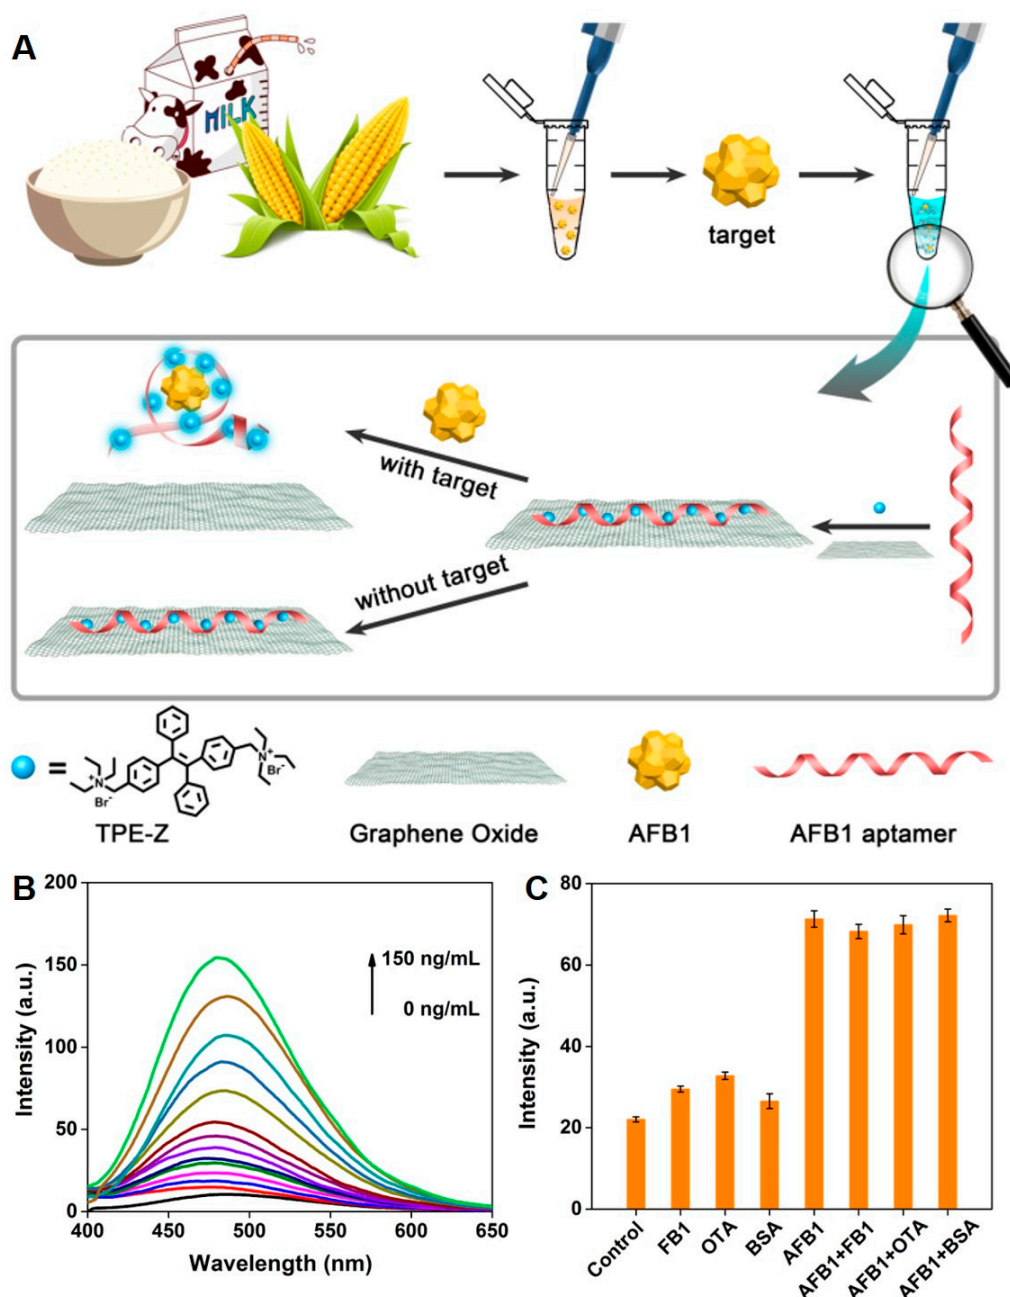 A
MILK
target
with target
without target
=
N+
Br-
N+
Br-
TPE-Z
Graphene Oxide
AFB1
AFB1 aptamer
B
200
150
100
50
0
Intensity (a.u.)
150 ng/mL
0 ng/mL
400
450
500
550
600
650
Wavelength (nm)
C
80
60
40
20
0
Intensity (a.u.)
Control
FB1
OTA
BSA
AFB1
AFB1+FB1
AFB1+OTA
AFB1+BSA